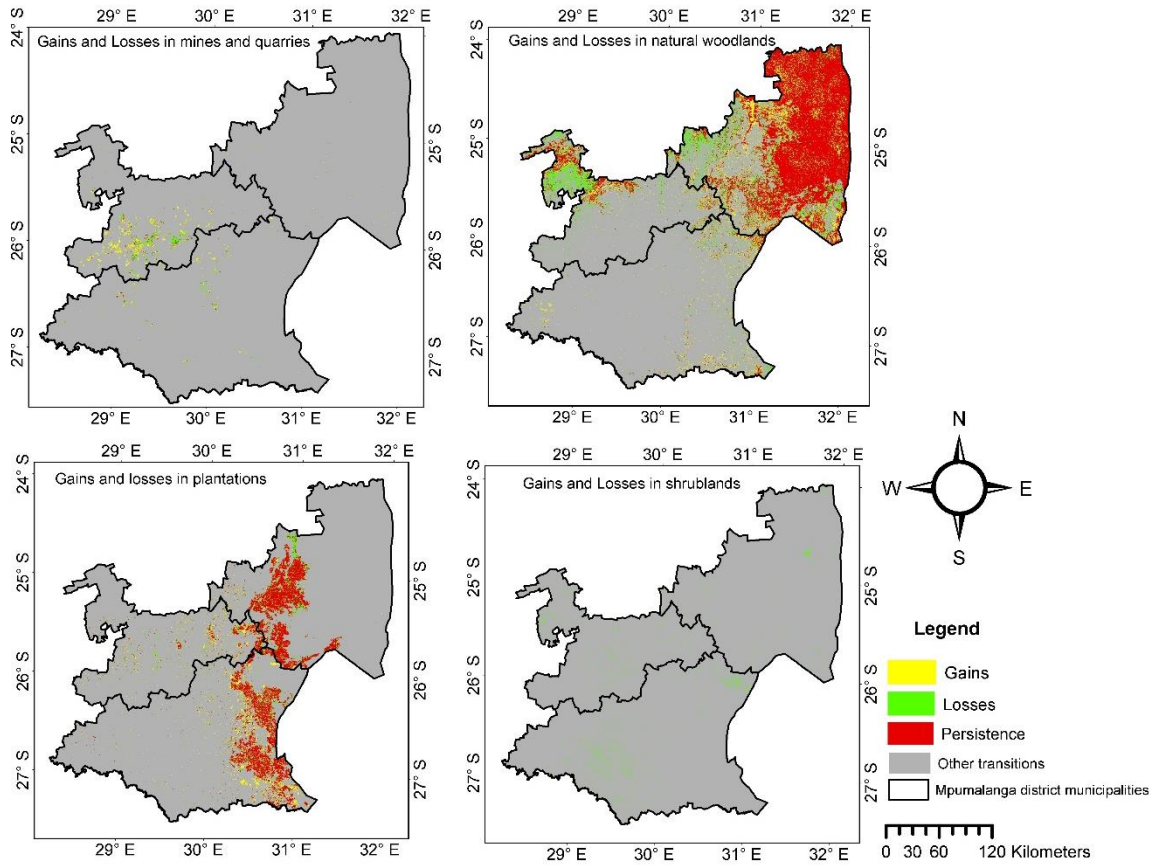 29° E 30° E 31° E 32° E
24° S
25° S
26° S
27° S
Gains and Losses in mines and quarries
25° S
26° S
27° S
29° E 30° E 31° E 32° E
29° E 30° E 31° E 32° E
24° S
25° S
26° S
27° S
Gains and Losses in natural woodlands
25° S
26° S
27° S
29° E 30° E 31° E 32° E
29° E 30° E 31° E 32° E
24° S
25° S
26° S
27° S
Gains and losses in plantations
25° S
26° S
27° S
29° E 30° E 31° E 32° E
29° E 30° E 31° E 32° E
24° S
25° S
26° S
27° S
Gains and Losses in shrublands
25° S
26° S
27° S
29° E 30° E 31° E 32° E
N
W E
S
Legend
Gains
Losses
Persistence
Other transitions
Mpumalanga district municipalities
0 30 60 120 Kilometers